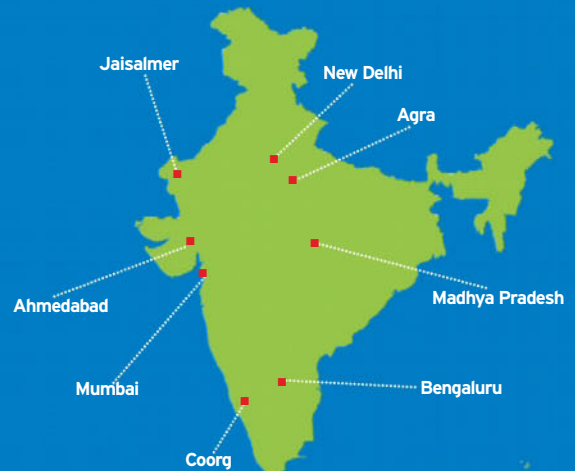 Jaisalmer
New Delhi
Agra
Ahmedabad
Madhya Pradesh
Mumbai
Bengaluru
Coorg